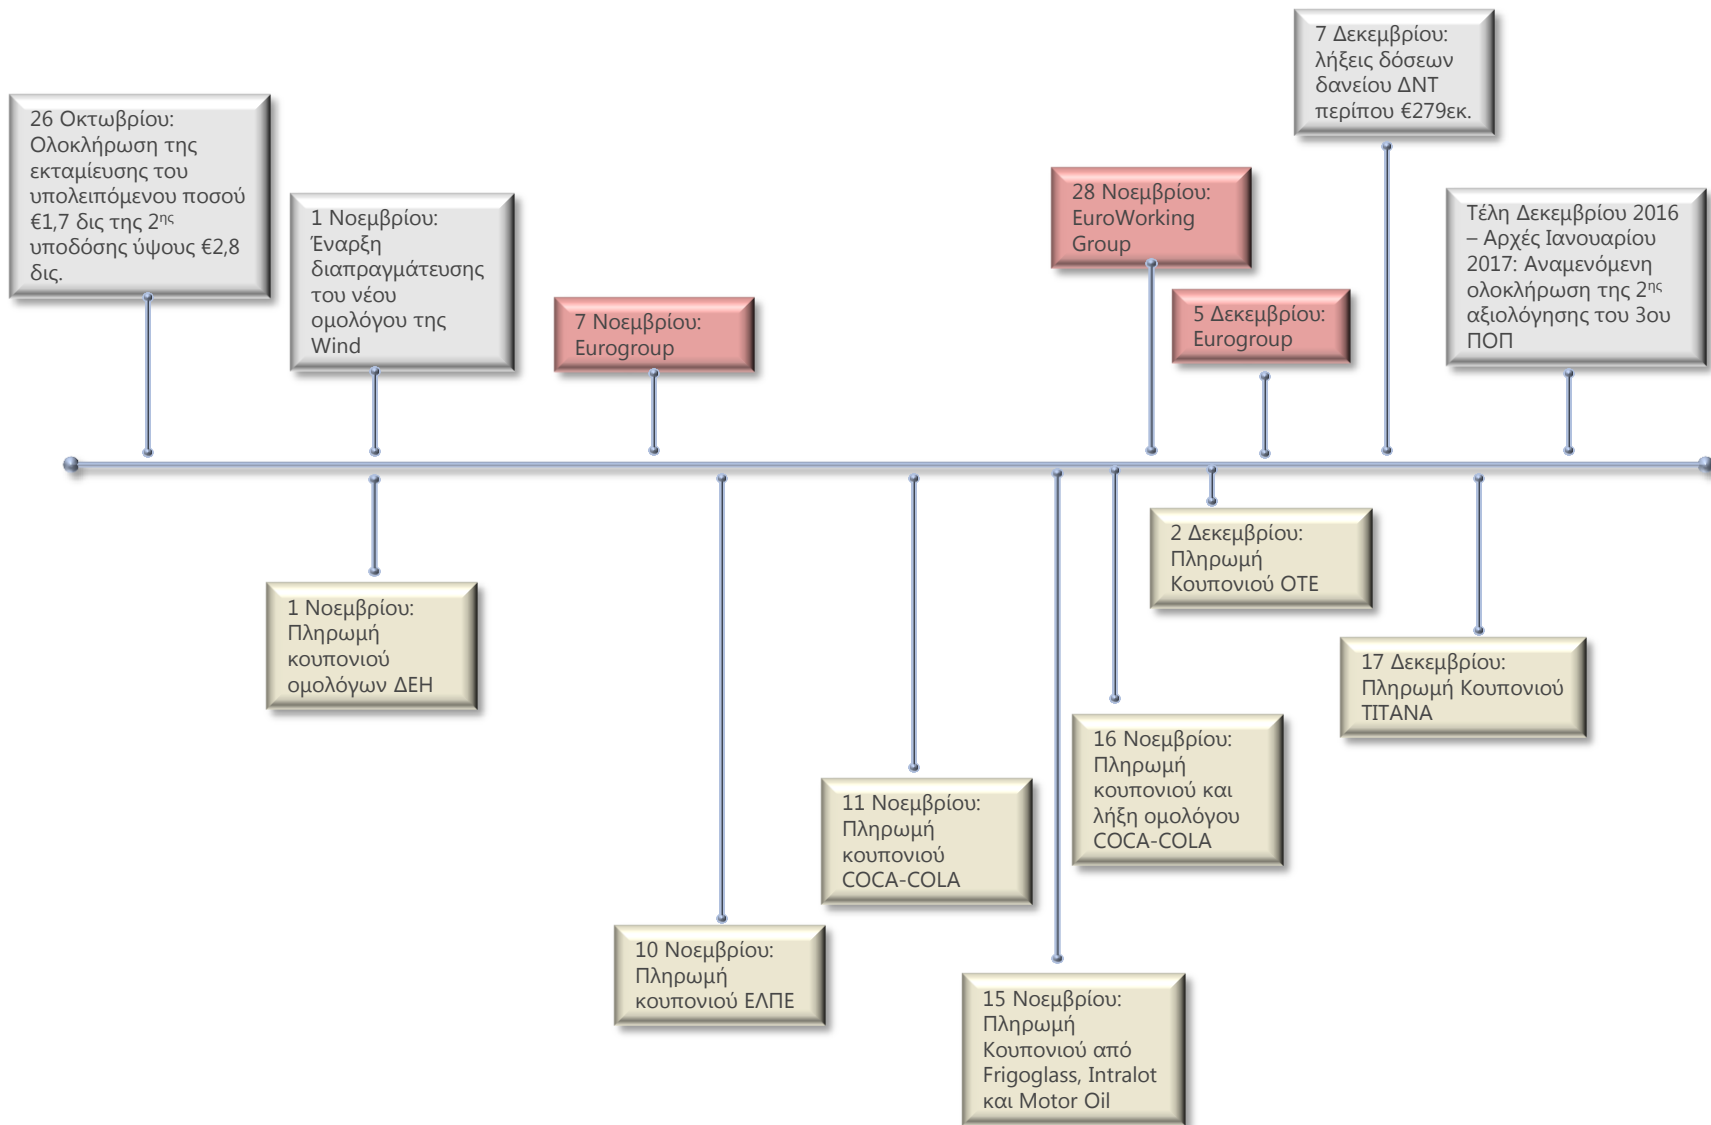 26 Οκτωβρίου:
Ολοκλήρωση της
εκταμίευσης του
υπολειπόμενου ποσού
€1,7 δις της 2ης
υποδόσης ύψους €2,8
δις.
1 Νοεμβρίου:
Έναρξη
διαπραγμάτευσης
του νέου
ομολόγου της
Wind
7 Νοεμβρίου:
Eurogroup
28 Νοεμβρίου:
EuroWorking
Group
5 Δεκεμβρίου:
Eurogroup
7 Δεκεμβρίου:
λήξεις δόσεων
δανείου ΔΝΤ
περίπου €279εκ.
Τέλη Δεκεμβρίου 2016
– Αρχές Ιανουαρίου
2017: Αναμενόμενη
ολοκλήρωση της 2ης
αξιολόγησης του 3ου
ΠΟΠ
1 Νοεμβρίου:
Πληρωμή
κουπονιού
ομολόγων ΔΕΗ
10 Νοεμβρίου:
Πληρωμή
κουπονιού ΕΛΠΕ
11 Νοεμβρίου:
Πληρωμή
κουπονιού
COCA-COLA
15 Νοεμβρίου:
Πληρωμή
Κουπονιού από
Frigoglass, Intralot
και Motor Oil
16 Νοεμβρίου:
Πληρωμή
κουπονιού και
λήξη ομολόγου
COCA-COLA
2 Δεκεμβρίου:
Πληρωμή
Κουπονιού ΟΤΕ
17 Δεκεμβρίου:
Πληρωμή Κουπονιού
ΤΙΤΑΝΑ